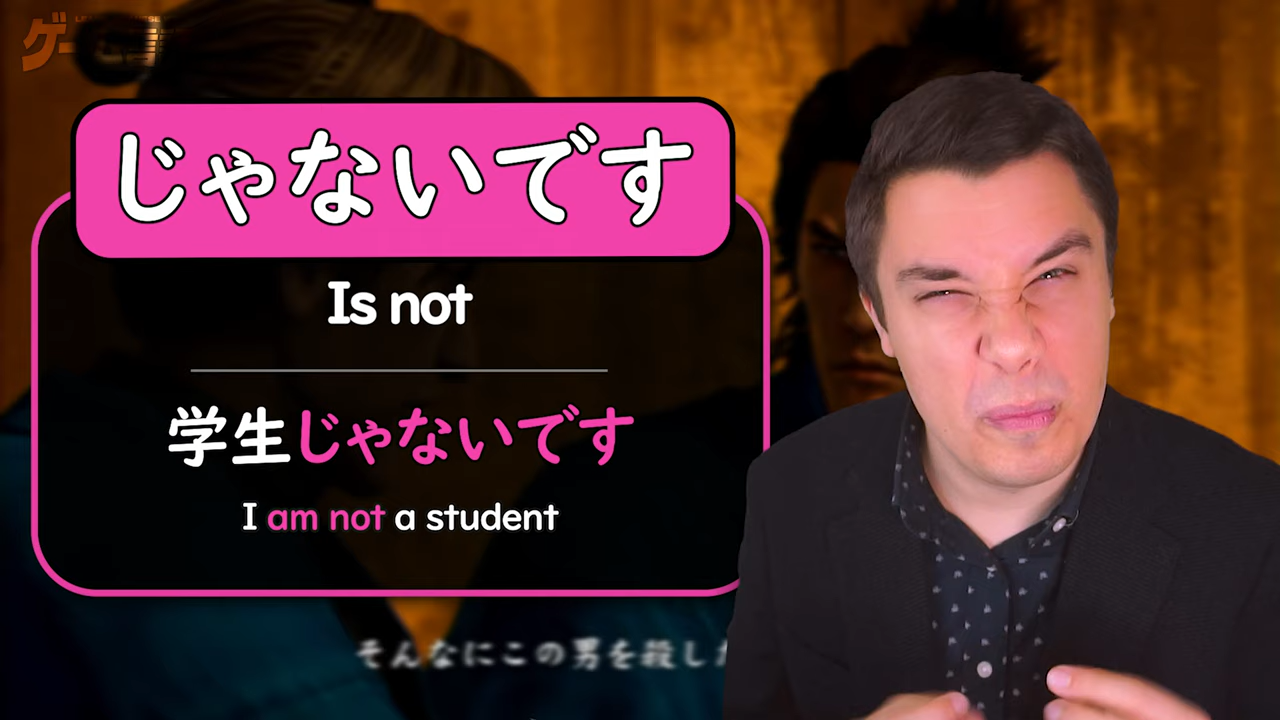 じゃないです
Is not
学生じゃないです
I am not a student
そんなにこの男を殺した